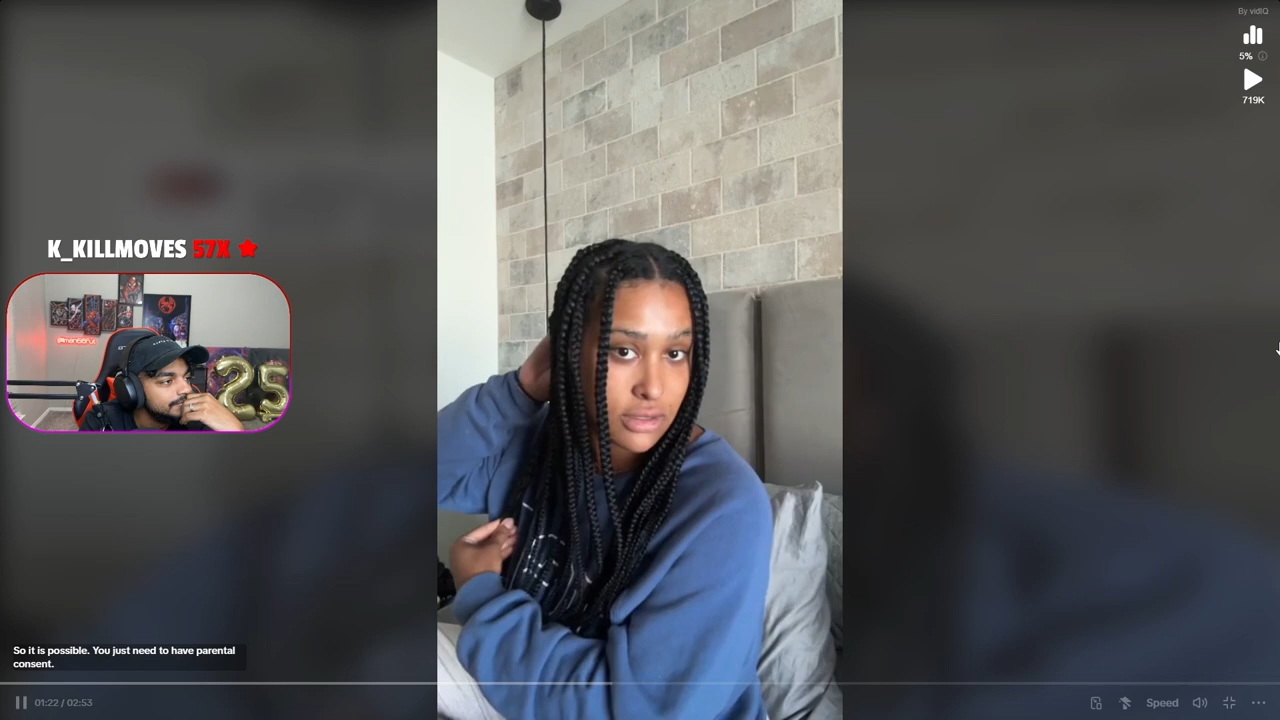 By vidIQ
5%
719K
K_KILLMOVES 57X
25
So it is possible. You just need to have parental
consent.
01:22 / 02:53
Speed